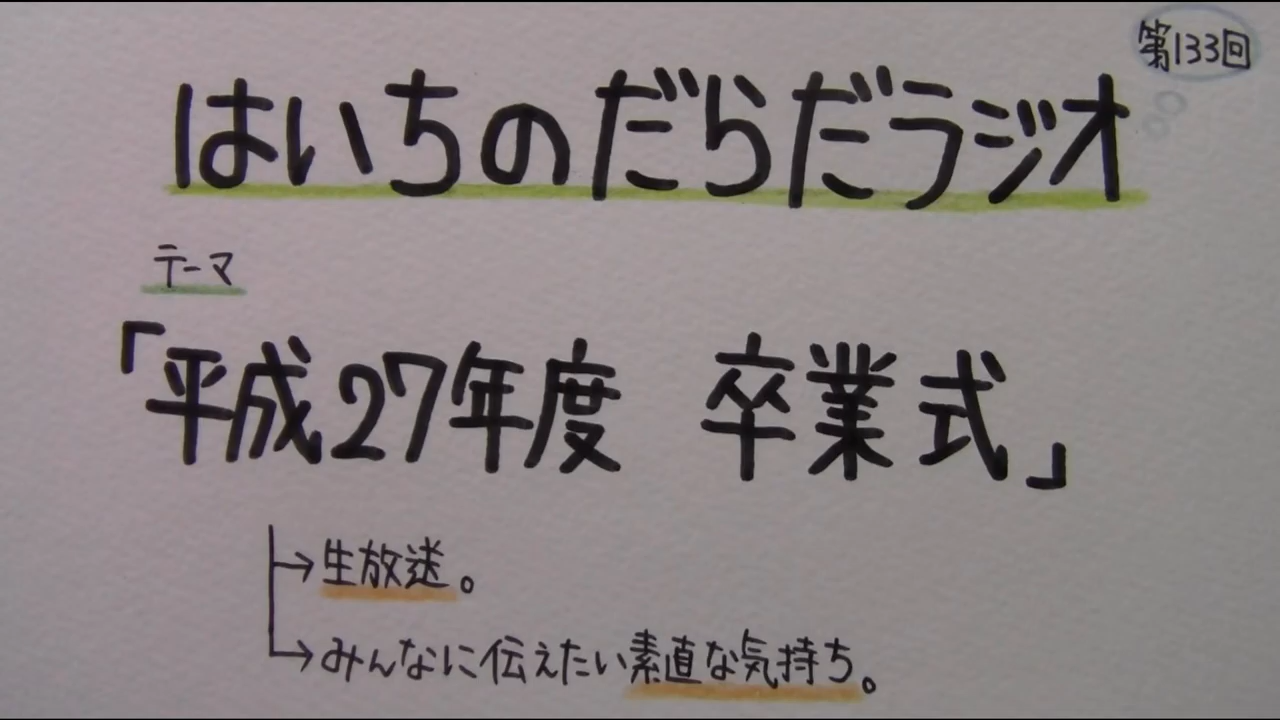 第133回
はいちのだらだラジオ
テーマ
「平成27年度 卒業式」
→生放送。
→みんなに伝えたい素直な気持ち。